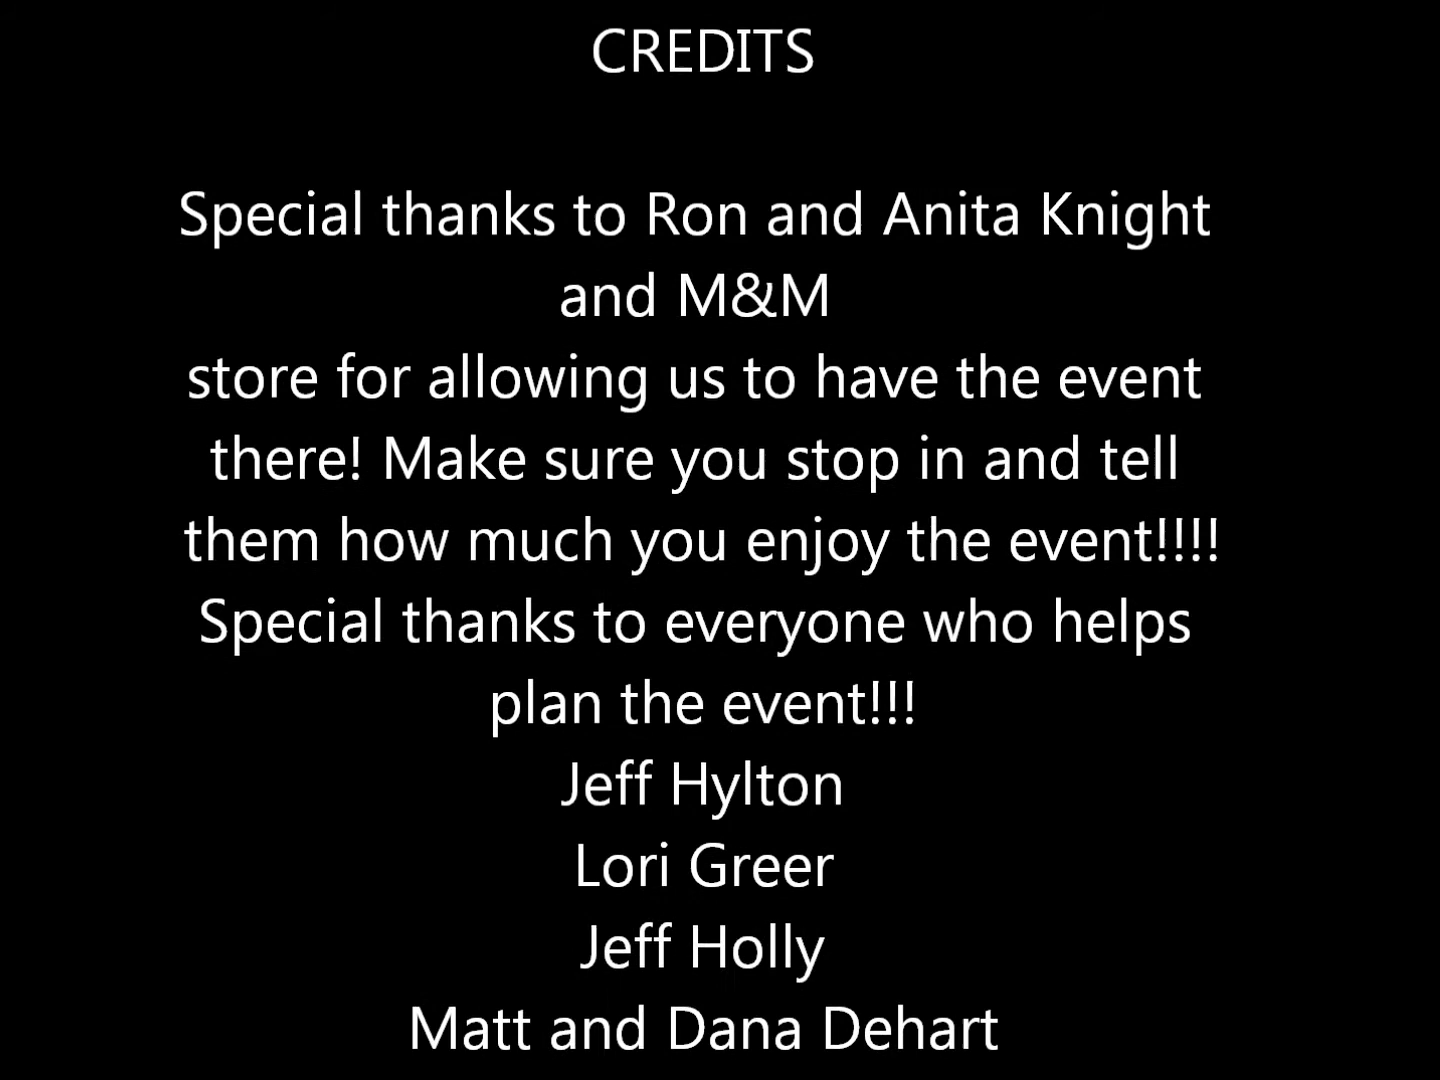 CREDITS
Special thanks to Ron and Anita Knight
and M&M
store for allowing us to have the event
there! Make sure you stop in and tell
them how much you enjoy the event!!!!
Special thanks to everyone who helps
plan the event!!!
Jeff Hylton
Lori Greer
Jeff Holly
Matt and Dana Dehart